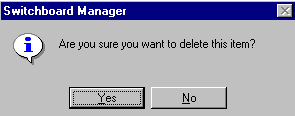 Switchboard Manager
Are you sure you want to delete this item?
Yes No